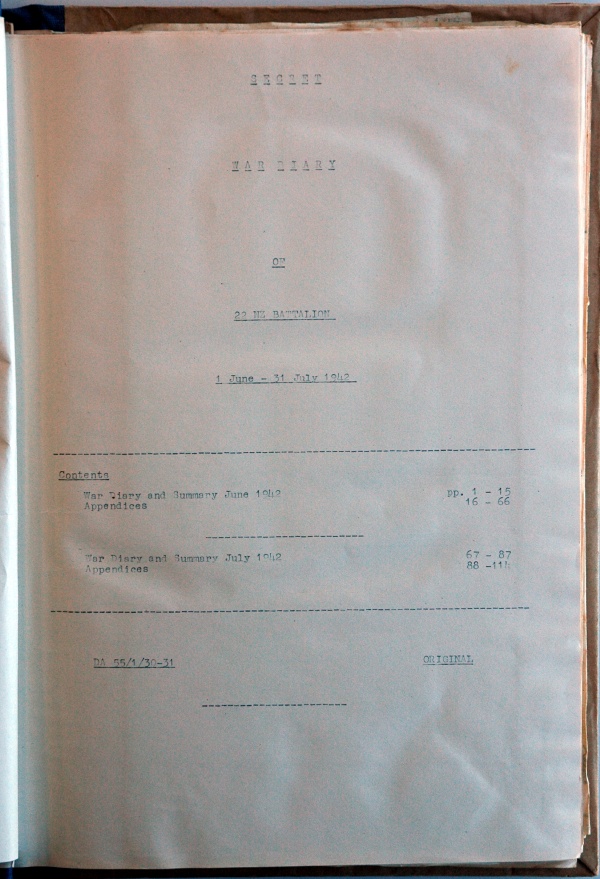 SECRET
WAR DIARY
OF
22 NZ BATTALION
1 June - 31 July 1942
Contents
War Diary and Summary June 1942 pp. 1 - 15
Appendices 16 - 66
War Diary and Summary July 1942 67 - 87
Appendices 88 -114
DA 55/1/30-31 ORIGINAL